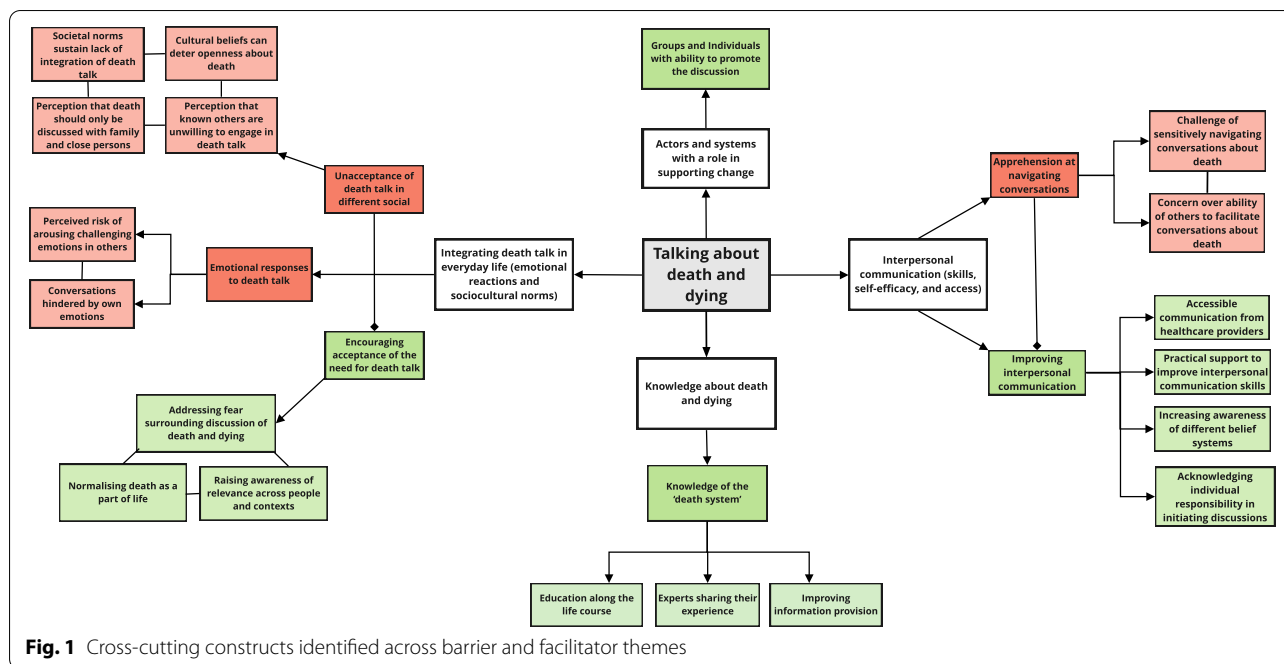 Societal norms
sustain lack of
integration of death
talk
Cultural beliefs can
deter openness about
death
Perception that death
should only be
discussed with family
and close persons
Perception that
known others are
unwilling to engage in
death talk
Unacceptance of
death talk in
different social
Perceived risk of
arousing challenging
emotions in others
Conversations
hindered by own
emotions
Emotional responses
to death talk
Integrating death talk in
everyday life (emotional
reactions and
sociocultural norms)
Encouraging
acceptance of the
need for death talk
Addressing fear
surrounding discussion of
death and dying
Normalising death as a
part of life
Raising awareness of
relevance across people
and contexts
Groups and Individuals
with ability to promote
the discussion
Actors and systems
with a role in
supporting change
Talking about
death and
dying
Knowledge about death
and dying
Knowledge of the
‘death system’
Education along the
life course
Experts sharing their
experience
Improving
information provision
Interpersonal
communication (skills,
self-efficacy, and access)
Apprehension at
navigating
conversations
Challenge of
sensitively navigating
conversations about
death
Concern over ability
of others to facilitate
conversations about
death
Improving
interpersonal
communication
Accessible
communication from
healthcare providers
Practical support to
improve interpersonal
communication skills
Increasing awareness
of different belief
systems
Acknowledging
individual
responsibility in
initiating discussions
Fig. 1 Cross-cutting constructs identified across barrier and facilitator themes